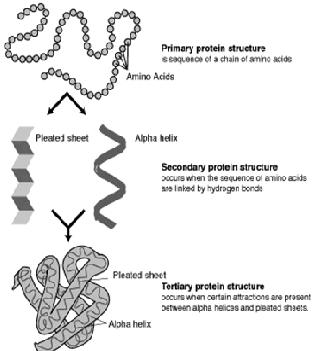 Primary protein structure
is sequence of a chain of amino acids
Amino Acids
Pleated sheet
Alpha helix
Secondary protein structure
occurs when the sequence of amino acids
are linked by hydrogen bonds
Pleated sheet
Tertiary protein structure
occurs when certain attractions are present
between alpha helices and pleated sheets.
Alpha helix